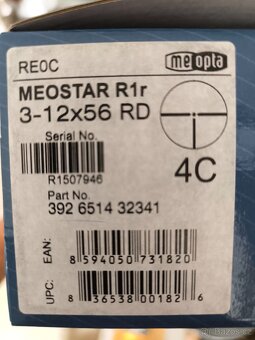 RE0C
meopta
MEOSTAR R1r
3-12x56 RD
Serial No.
R1507946
4C
Part No.
392 6514 32341
EAN:
8 594050 731820
UPC:
8 36538 00182 6